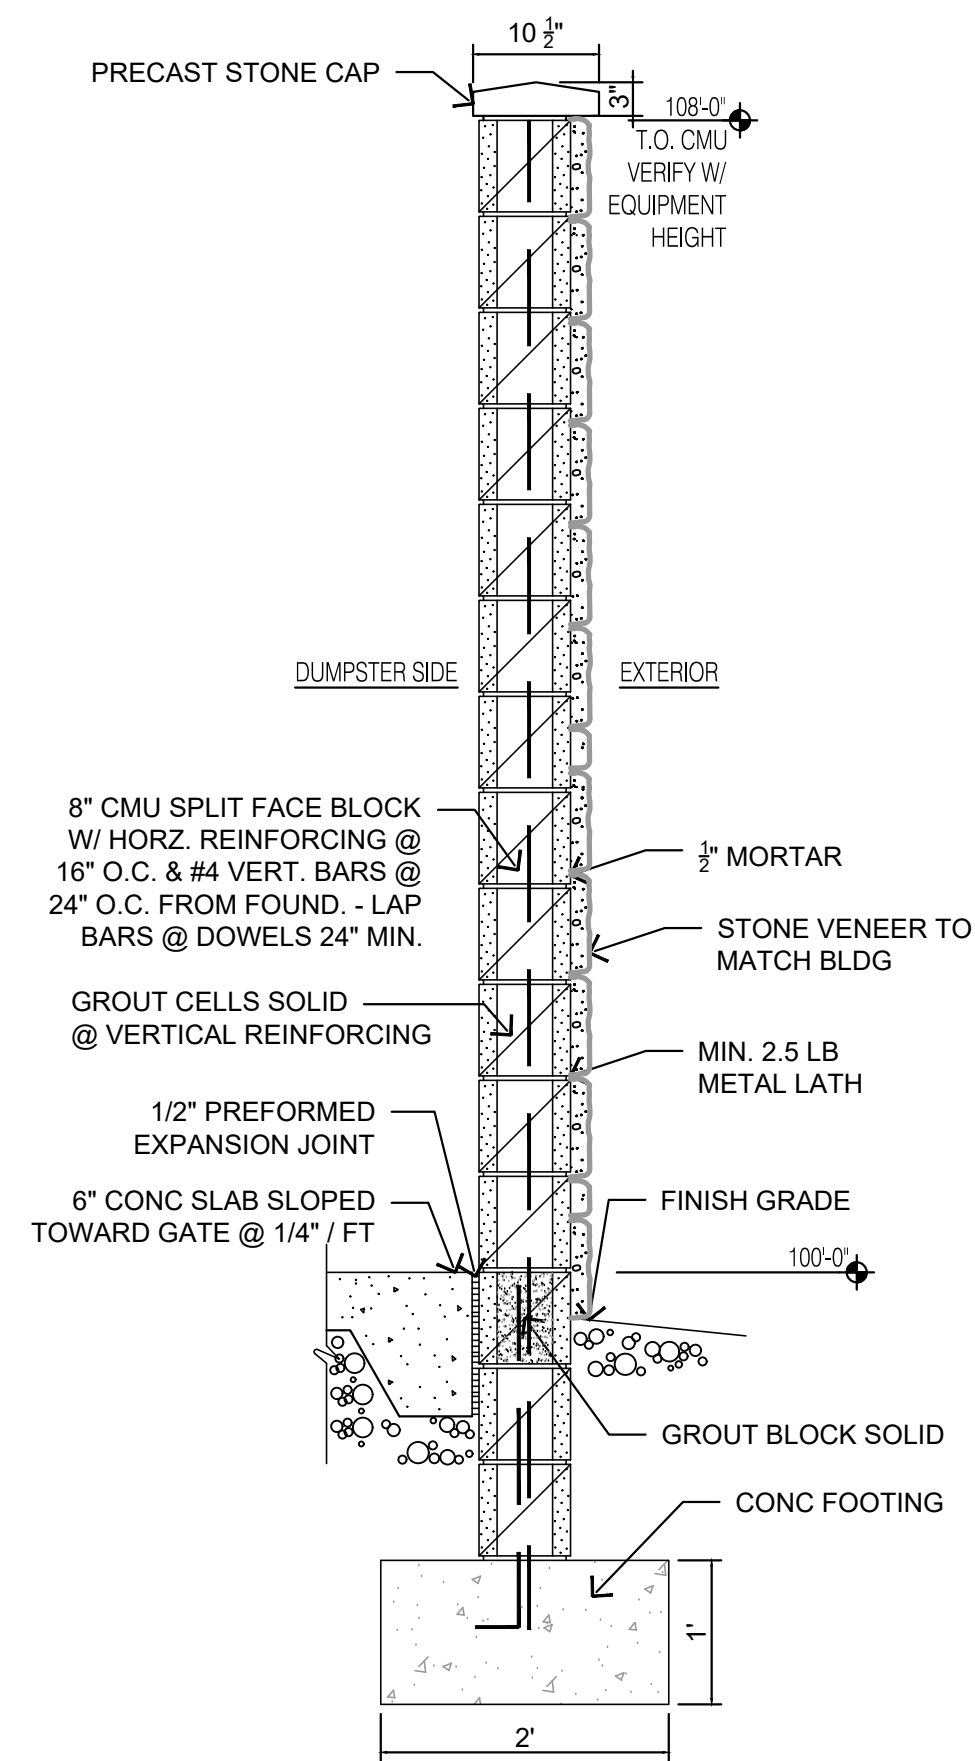 10 ½"
PRECAST STONE CAP
3"
108'-0"
T.O. CMU
VERIFY W/
EQUIPMENT
HEIGHT
DUMPSTER SIDE
EXTERIOR
8" CMU SPLIT FACE BLOCK
W/ HORZ. REINFORCING @
16" O.C. & #4 VERT. BARS @
24" O.C. FROM FOUND. - LAP
BARS @ DOWELS 24" MIN.
½" MORTAR
STONE VENEER TO
MATCH BLDG
GROUT CELLS SOLID
@ VERTICAL REINFORCING
MIN. 2.5 LB
METAL LATH
1/2" PREFORMED
EXPANSION JOINT
6" CONC SLAB SLOPED
TOWARD GATE @ 1/4" / FT
FINISH GRADE
100'-0"
GROUT BLOCK SOLID
CONC FOOTING
1'
2'